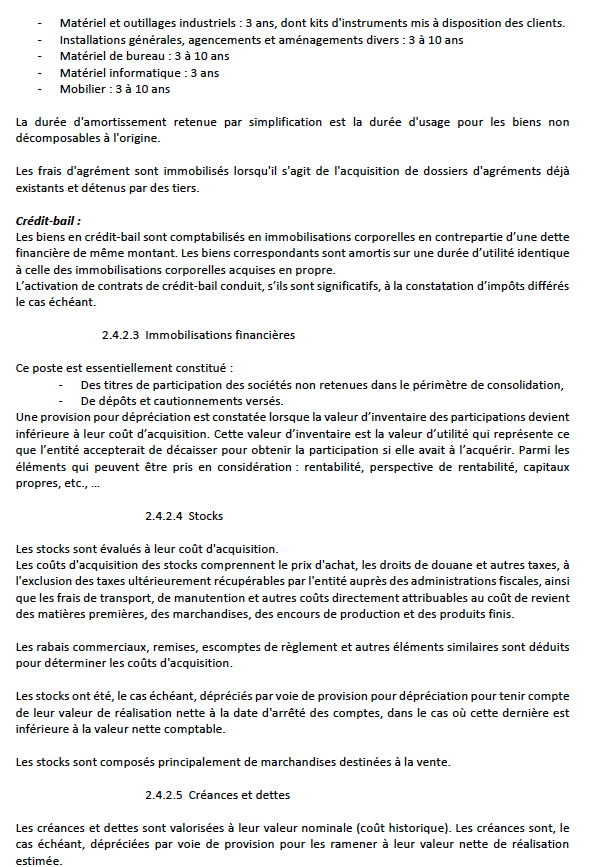 - Matériel et outillages industriels : 3 ans, dont kits d'instruments mis à disposition des clients.
- Installations générales, agencements et aménagements divers : 3 à 10 ans
- Matériel de bureau : 3 à 10 ans
- Matériel informatique : 3 ans
- Mobilier : 3 à 10 ans
La durée d'amortissement retenue par simplification est la durée d'usage pour les biens non
décomposables à l'origine.
Les frais d'agrément sont immobilisés lorsqu'il s'agit de l'acquisition de dossiers d'agréments déjà
existants et détenus par des tiers.
Crédit-bail :
Les biens en crédit-bail sont comptabilisés en immobilisations corporelles en contrepartie d’une dette
financière de même montant. Les biens correspondants sont amortis sur une durée d’utilité identique
à celle des immobilisations corporelles acquises en propre.
L’activation de contrats de crédit-bail conduit, s’ils sont significatifs, à la constatation d’impôts différés
le cas échéant.
2.4.2.3 Immobilisations financières
Ce poste est essentiellement constitué :
- Des titres de participation des sociétés non retenues dans le périmètre de consolidation,
- De dépôts et cautionnements versés.
Une provision pour dépréciation est constatée lorsque la valeur d’inventaire des participations devient
inférieure à leur coût d’acquisition. Cette valeur d’inventaire est la valeur d’utilité qui représente ce
que l’entité accepterait de décaisser pour obtenir la participation si elle avait à l’acquérir. Parmi les
éléments qui peuvent être pris en considération : rentabilité, perspective de rentabilité, capitaux
propres, etc., ...
2.4.2.4 Stocks
Les stocks sont évalués à leur coût d'acquisition.
Les coûts d'acquisition des stocks comprennent le prix d'achat, les droits de douane et autres taxes, à
l'exclusion des taxes ultérieurement récupérables par l'entité auprès des administrations fiscales, ainsi
que les frais de transport, de manutention et autres coûts directement attribuables au coût de revient
des matières premières, des marchandises, des encours de production et des produits finis.
Les rabais commerciaux, remises, escomptes de règlement et autres éléments similaires sont déduits
pour déterminer les coûts d'acquisition.
Les stocks ont été, le cas échéant, dépréciés par voie de provision pour dépréciation pour tenir compte
de leur valeur de réalisation nette à la date d'arrêté des comptes, dans le cas où cette dernière est
inférieure à la valeur nette comptable.
Les stocks sont composés principalement de marchandises destinées à la vente.
2.4.2.5 Créances et dettes
Les créances et dettes sont valorisées à leur valeur nominale (coût historique). Les créances sont, le
cas échéant, dépréciées par voie de provision pour les ramener à leur valeur nette de réalisation
estimée.